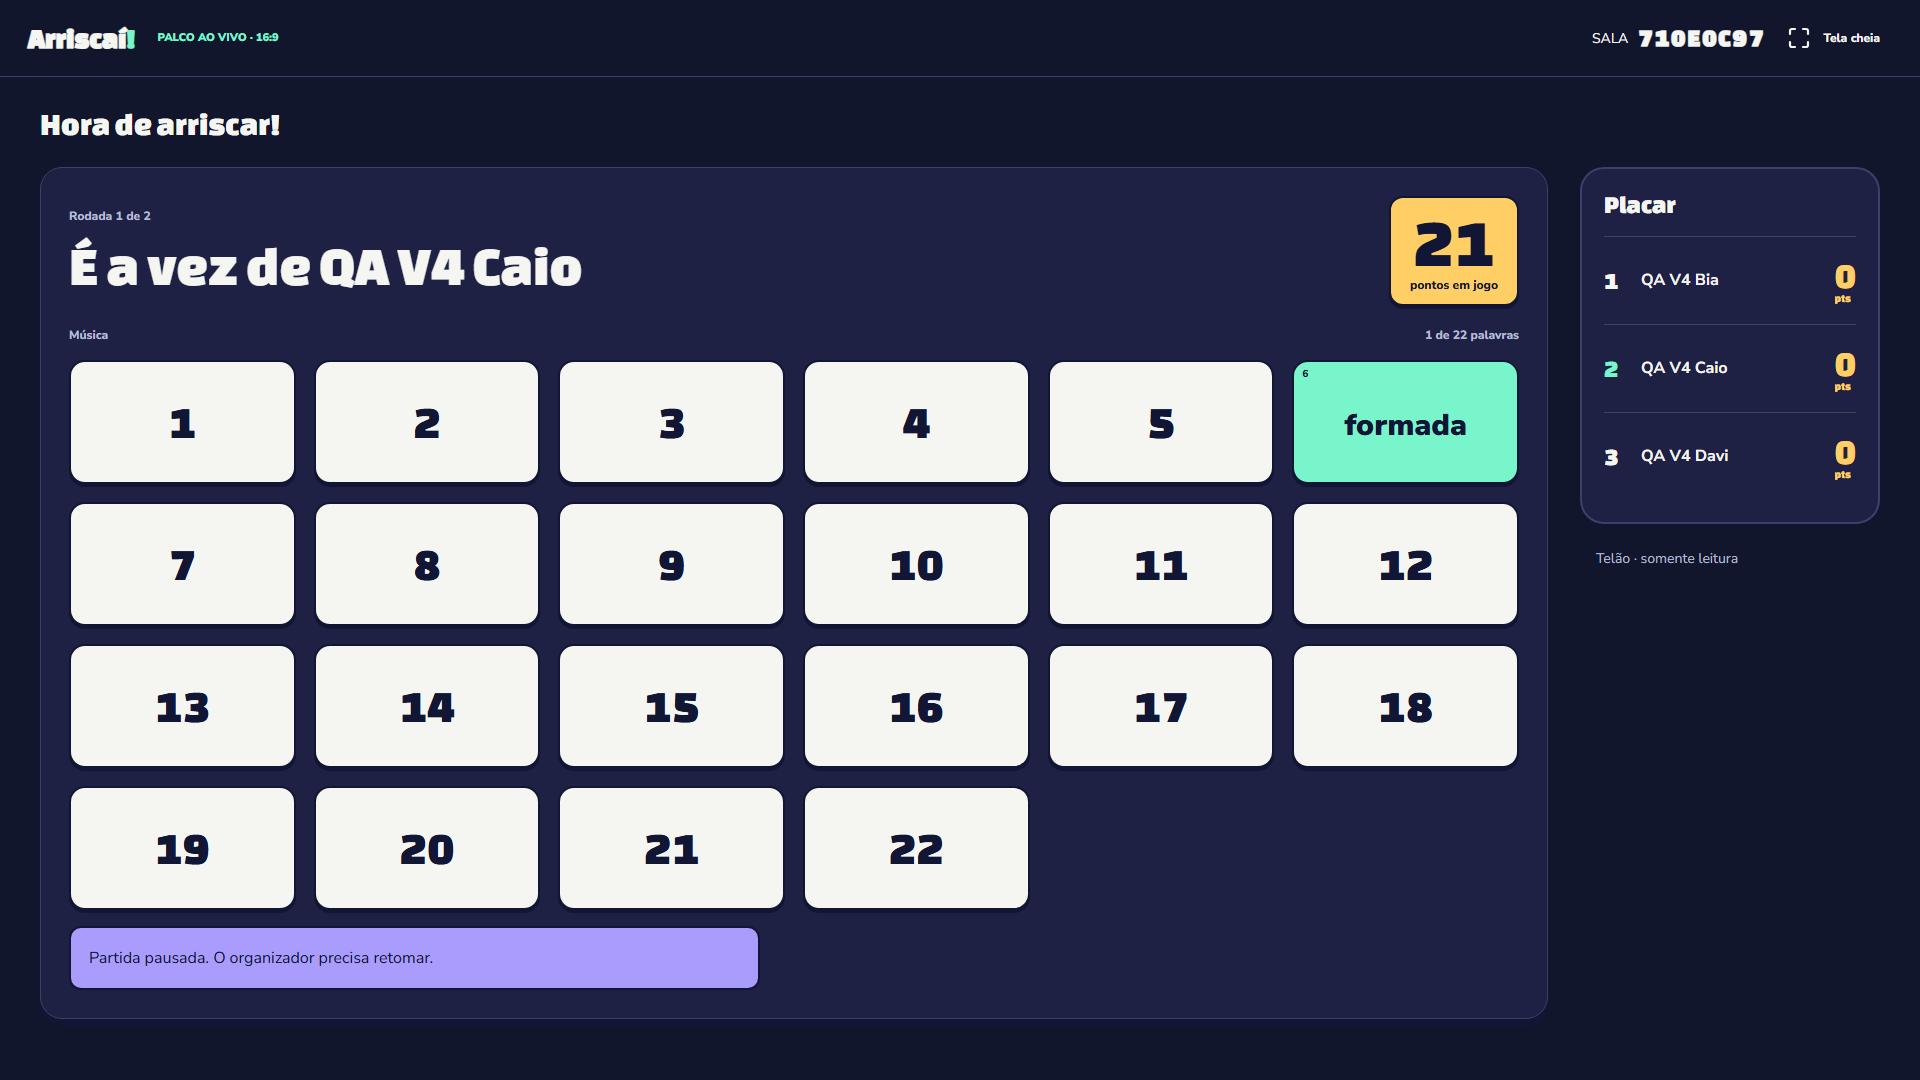 Arriscaí!
PALCO AO VIVO · 16:9
SALA 710E0C97
Tela cheia
Hora de arriscar!
Rodada 1 de 2
É a vez de QA V4 Caio
21
pontos em jogo
Música
1 de 22 palavras
1
2
3
4
5
6
formada
7
8
9
10
11
12
13
14
15
16
17
18
19
20
21
22
Partida pausada. O organizador precisa retomar.
Placar
1 QA V4 Bia 0
pts
2 QA V4 Caio 0
pts
3 QA V4 Davi 0
pts
Telão · somente leitura